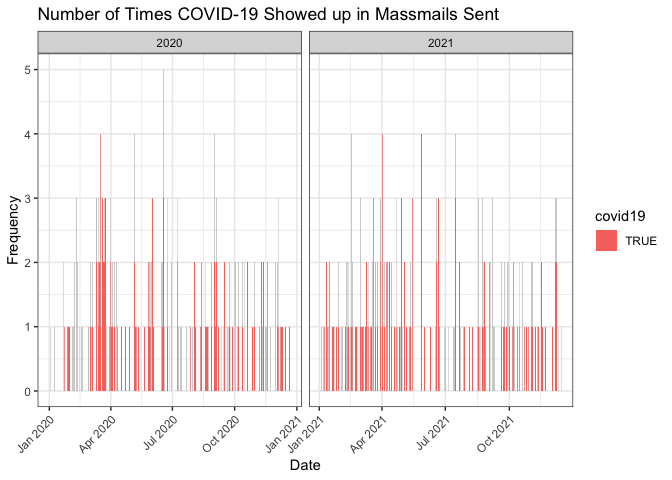 Number of Times COVID-19 Showed up in Massmails Sent
2020
2021
5
4
3
2
1
0
Frequency
Jan 2020
Apr 2020
Jul 2020
Oct 2020
Jan 2021
Jan 2021
Apr 2021
Jul 2021
Oct 2021
Date
covid19
TRUE